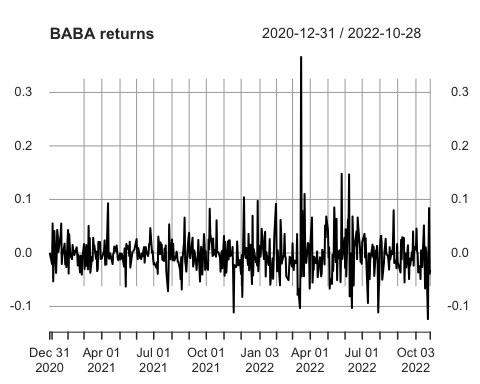 BABA returns 2020-12-31 / 2022-10-28
0.3 0.3
0.2 0.2
0.1 0.1
0.0 0.0
-0.1 -0.1
Dec 31 Apr 01 Jul 01 Oct 01 Jan 03 Apr 01 Jul 01 Oct 03
2020 2021 2021 2021 2022 2022 2022 2022